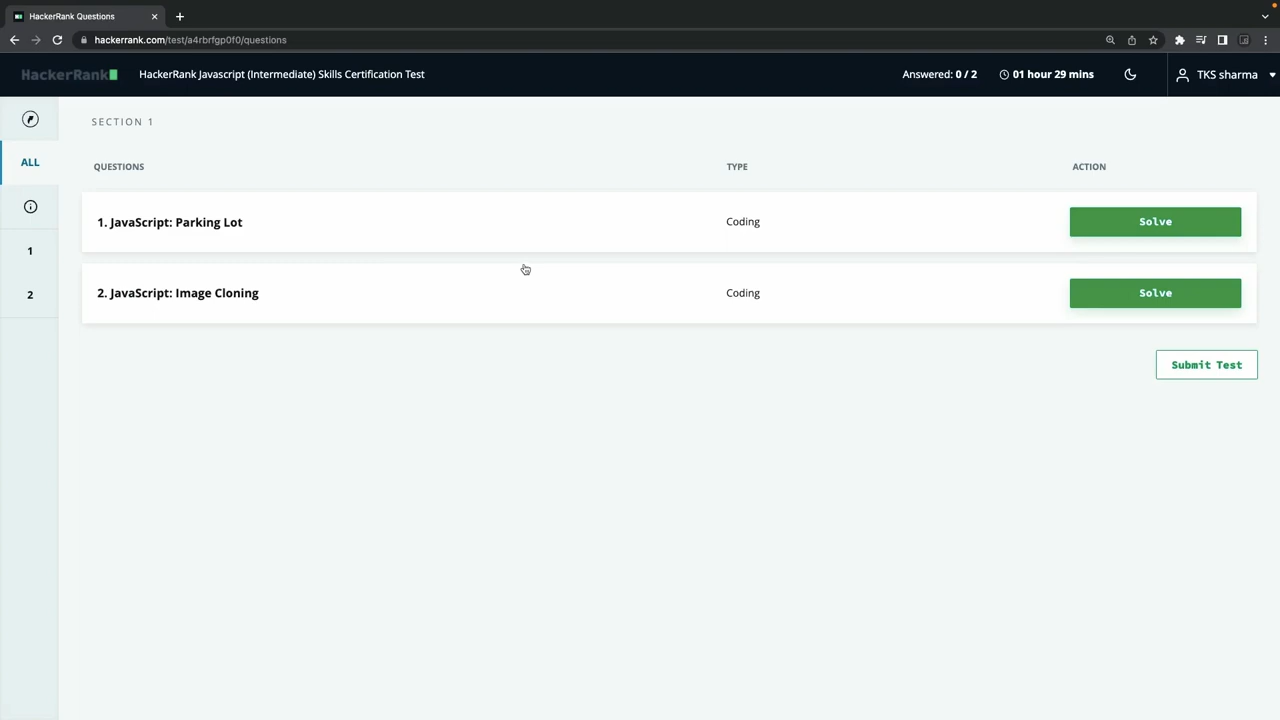 HackerRank Questions
hackerrank.com/test/a4rbrfgp0f0/questions
HackerRank
HackerRank Javascript (Intermediate) Skills Certification Test
Answered: 0 / 2
01 hour 29 mins
TKS sharma
ALL
1
2
SECTION 1
QUESTIONS
TYPE
ACTION
1. JavaScript: Parking Lot
Coding
Solve
2. JavaScript: Image Cloning
Coding
Solve
Submit Test